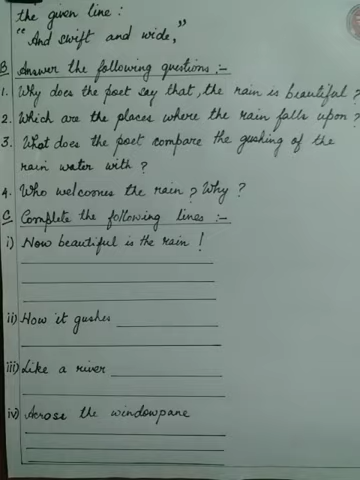 the given line :
"And swift and wide,"
B Answer the following questions :-
1. Why does the poet say that, the rain is beautiful ?
2. Which are the places where the rain falls upon ?
3. What does the poet compare the gushing of the
rain water with ?
4. Who welcomes the rain ? Why ?
C Complete the following lines :-
i) How beautiful is the rain !
ii) How it gushes
iii) Like a river
iv) Across the windowpane